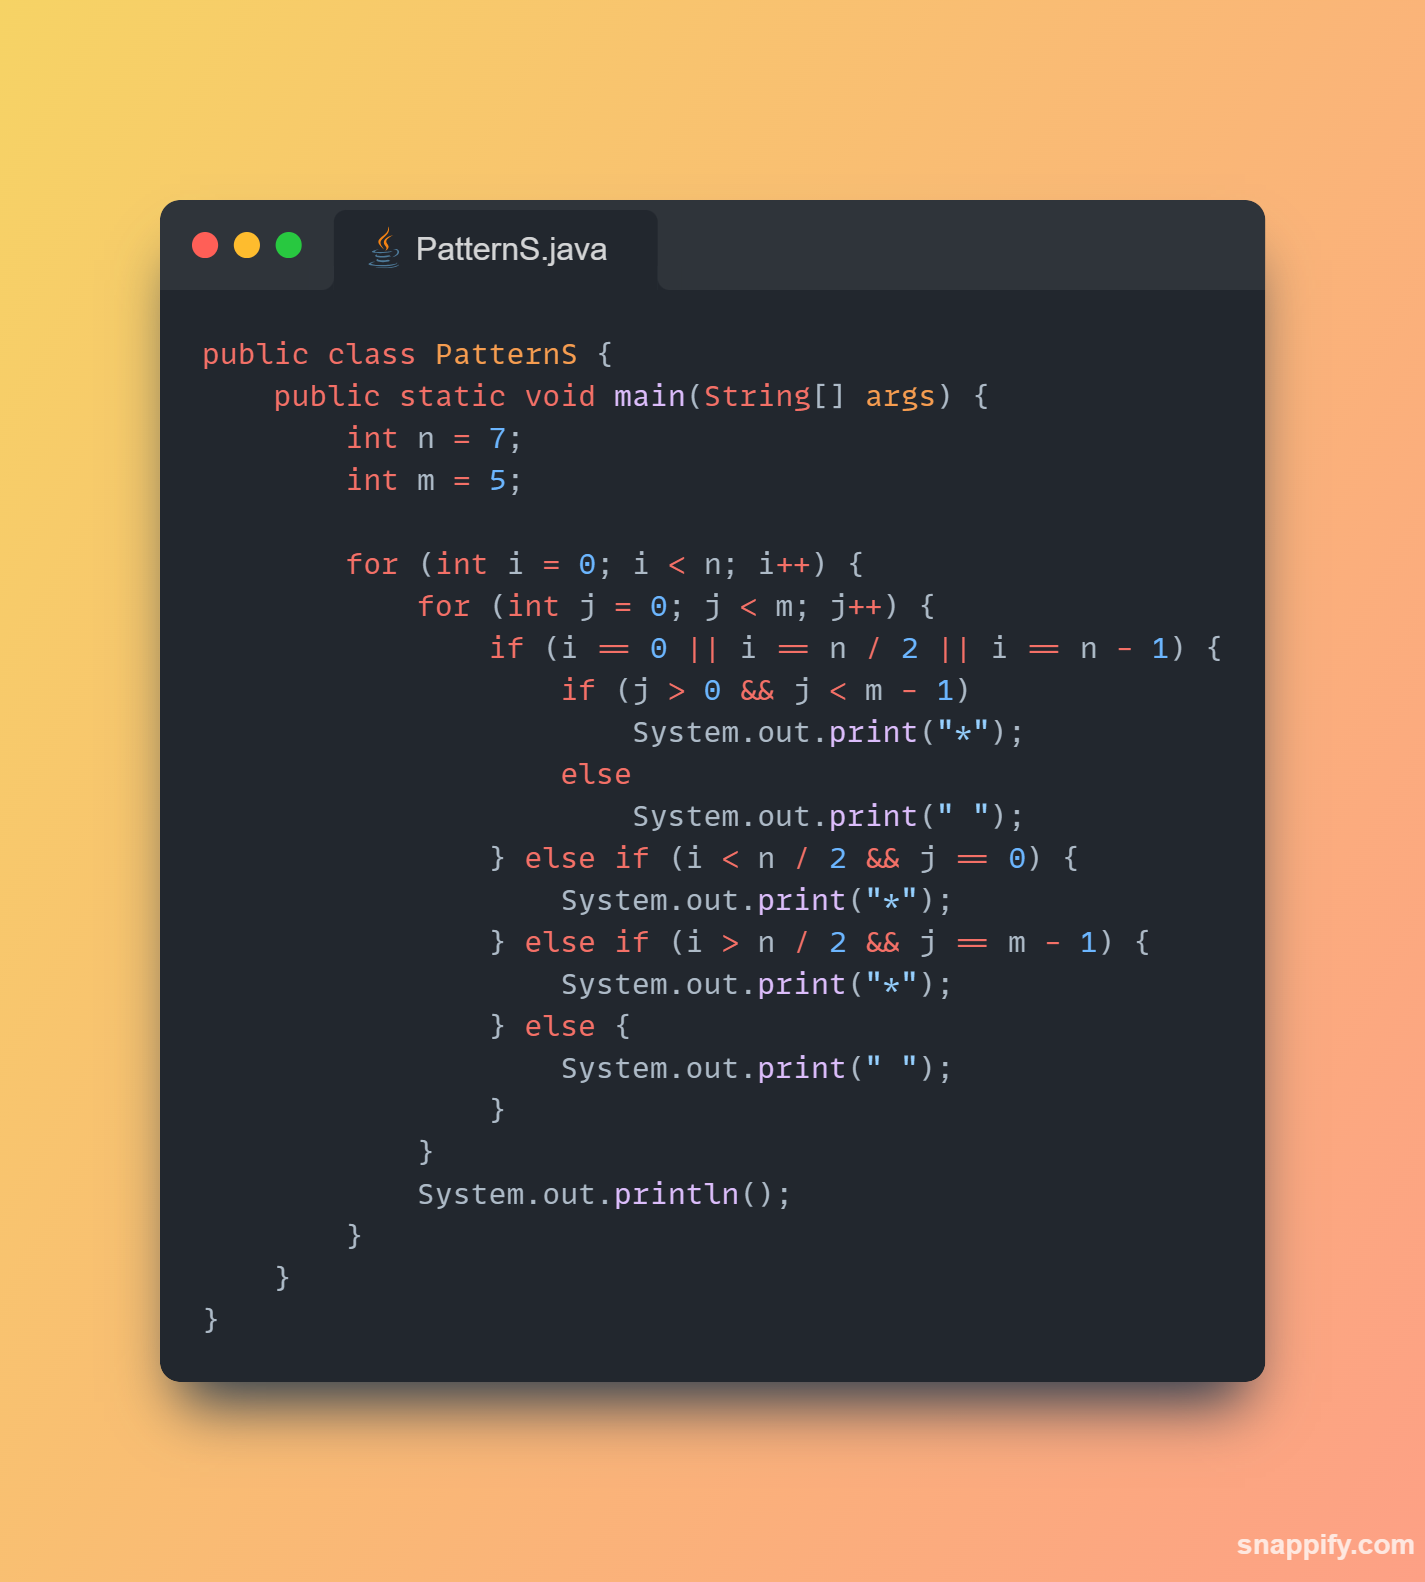 PatternS.java
public class PatternS {
    public static void main(String[] args) {
        int n = 7;
        int m = 5;

        for (int i = 0; i < n; i++) {
            for (int j = 0; j < m; j++) {
                if (i == 0 || i == n / 2 || i == n - 1) {
                    if (j > 0 && j < m - 1)
                        System.out.print("*");
                    else
                        System.out.print(" ");
                } else if (i < n / 2 && j == 0) {
                    System.out.print("*");
                } else if (i > n / 2 && j == m - 1) {
                    System.out.print("*");
                } else {
                    System.out.print(" ");
                }
            }
            System.out.println();
        }
    }
}
snappify.com